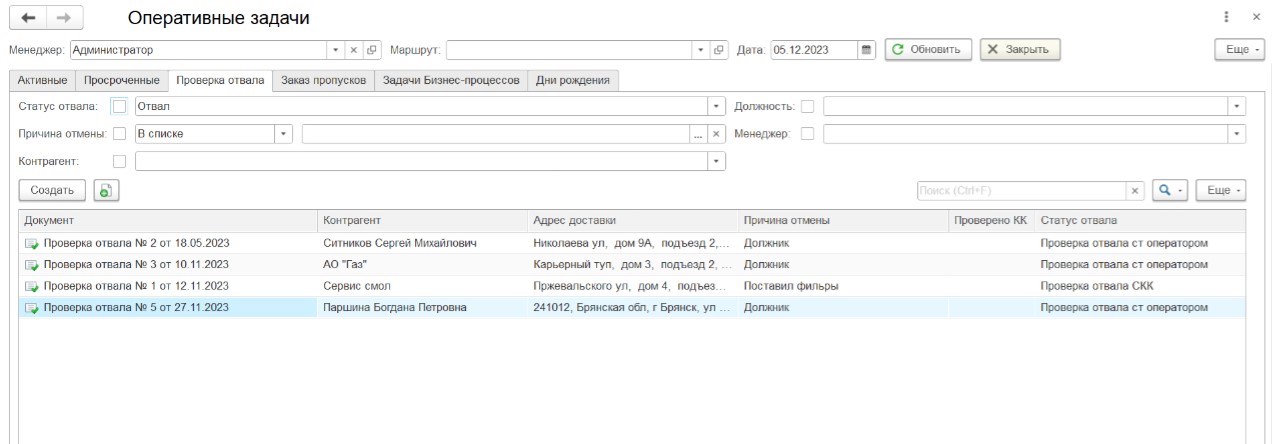 Оперативные задачи
Менеджер: Администратор Маршрут: Дата: 05.12.2023 Обновить Закрыть Еще
Активные Просроченные Проверка отвала Заказ пропусков Задачи Бизнес-процессов Дни рождения
Статус отвала: Отвал Должность:
Причина отмены: В списке ... Менеджер:
Контрагент:
Создать Поиск (Ctrl+F) Еще
Документ Контрагент Адрес доставки Причина отмены Проверено КК Статус отвала
Проверка отвала № 2 от 18.05.2023 Ситников Сергей Михайлович Николаева ул, дом 9А, подъезд 2,... Должник Проверка отвала ст оператором
Проверка отвала № 3 от 10.11.2023 АО "Газ" Карьерный туп, дом 3, подъезд 2, ... Должник Проверка отвала ст оператором
Проверка отвала № 1 от 12.11.2023 Сервис смол Пржевальского ул, дом 4, подъез... Поставил фильры Проверка отвала СКК
Проверка отвала № 5 от 27.11.2023 Паршина Богдана Петровна 241012, Брянская обл, г Брянск, ул ... Должник Проверка отвала ст оператором